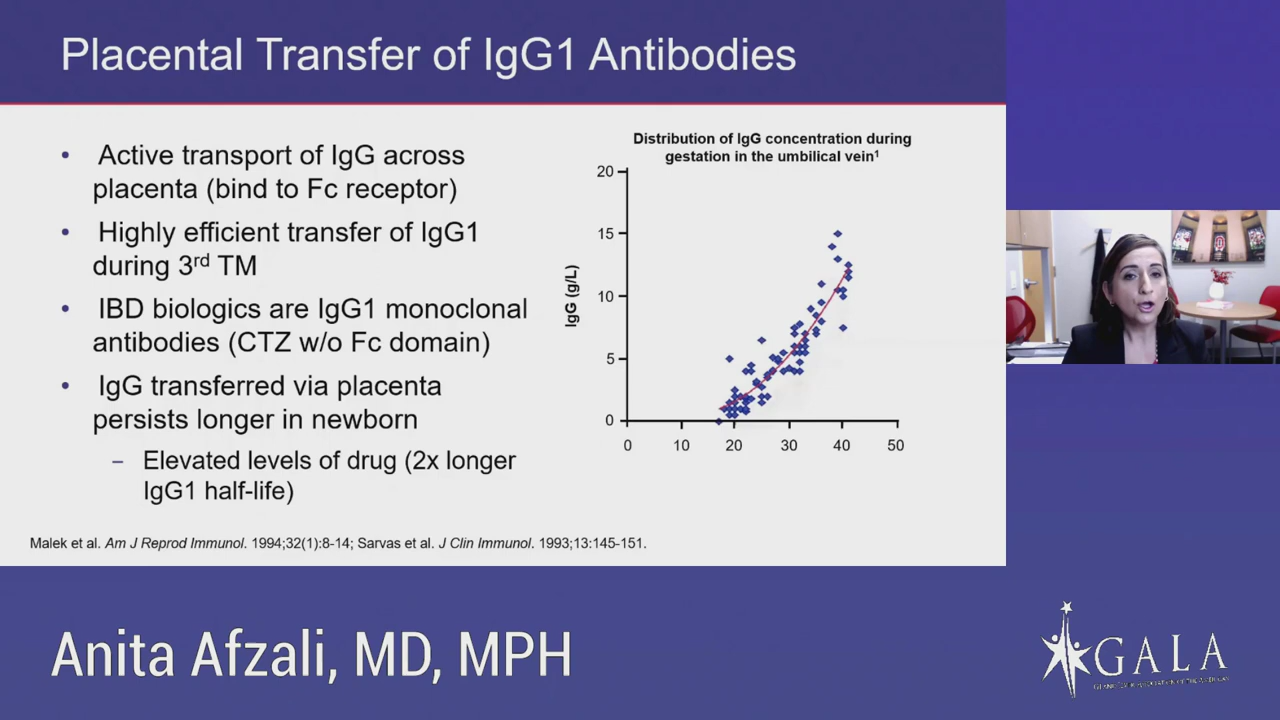 Placental Transfer of IgG1 Antibodies
• Active transport of IgG across
placenta (bind to Fc receptor)
• Highly efficient transfer of IgG1
during 3rd TM
• IBD biologics are IgG1 monoclonal
antibodies (CTZ w/o Fc domain)
• IgG transferred via placenta
persists longer in newborn
– Elevated levels of drug (2x longer
IgG1 half-life)
Distribution of IgG concentration during
gestation in the umbilical vein1
IgG (g/L)
20
15
10
5
0
0 10 20 30 40 50
Malek et al. Am J Reprod Immunol. 1994;32(1):8-14; Sarvas et al. J Clin Immunol. 1993;13:145-151.
Anita Afzali, MD, MPH
GALA